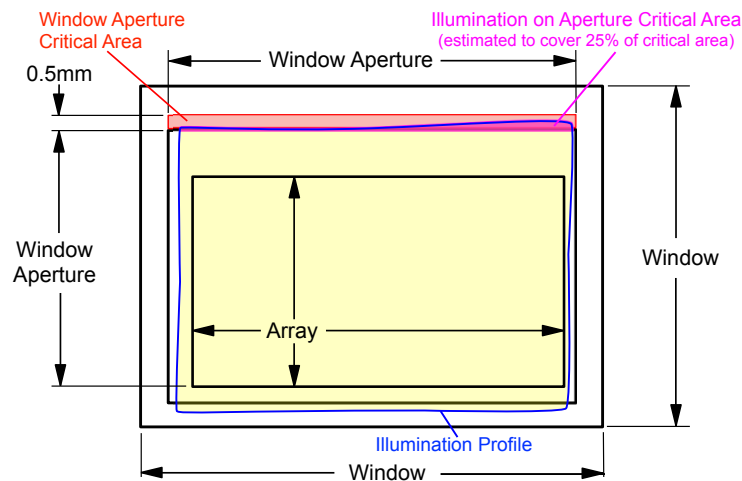 Window Aperture
Critical Area
Illumination on Aperture Critical Area
(estimated to cover 25% of critical area)
Window Aperture
0.5mm
Window
Aperture
Window
Array
Illumination Profile
Window